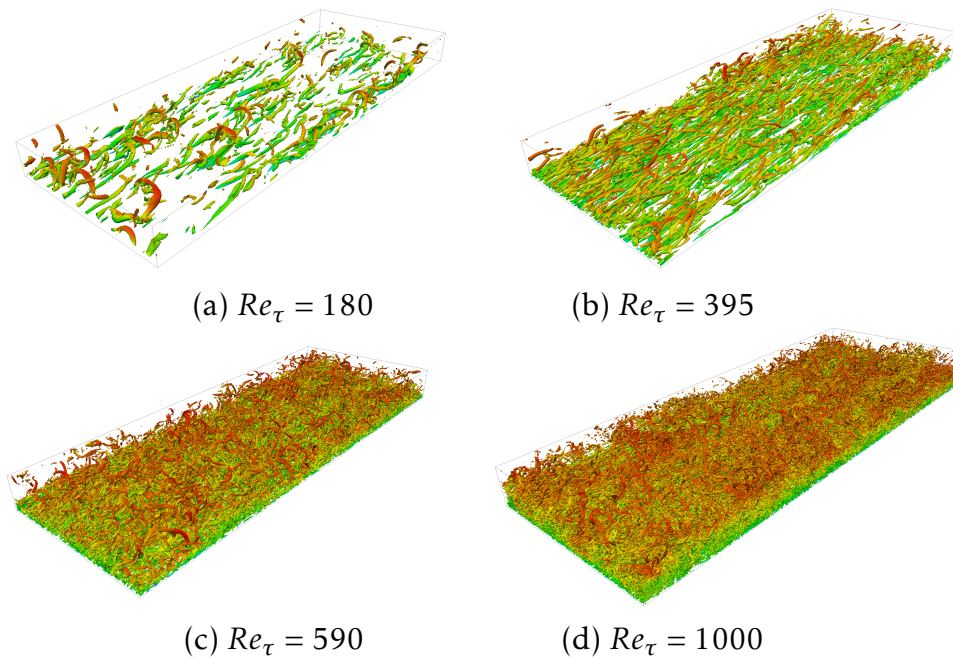 (a) Re_τ = 180
(b) Re_τ = 395
(c) Re_τ = 590
(d) Re_τ = 1000